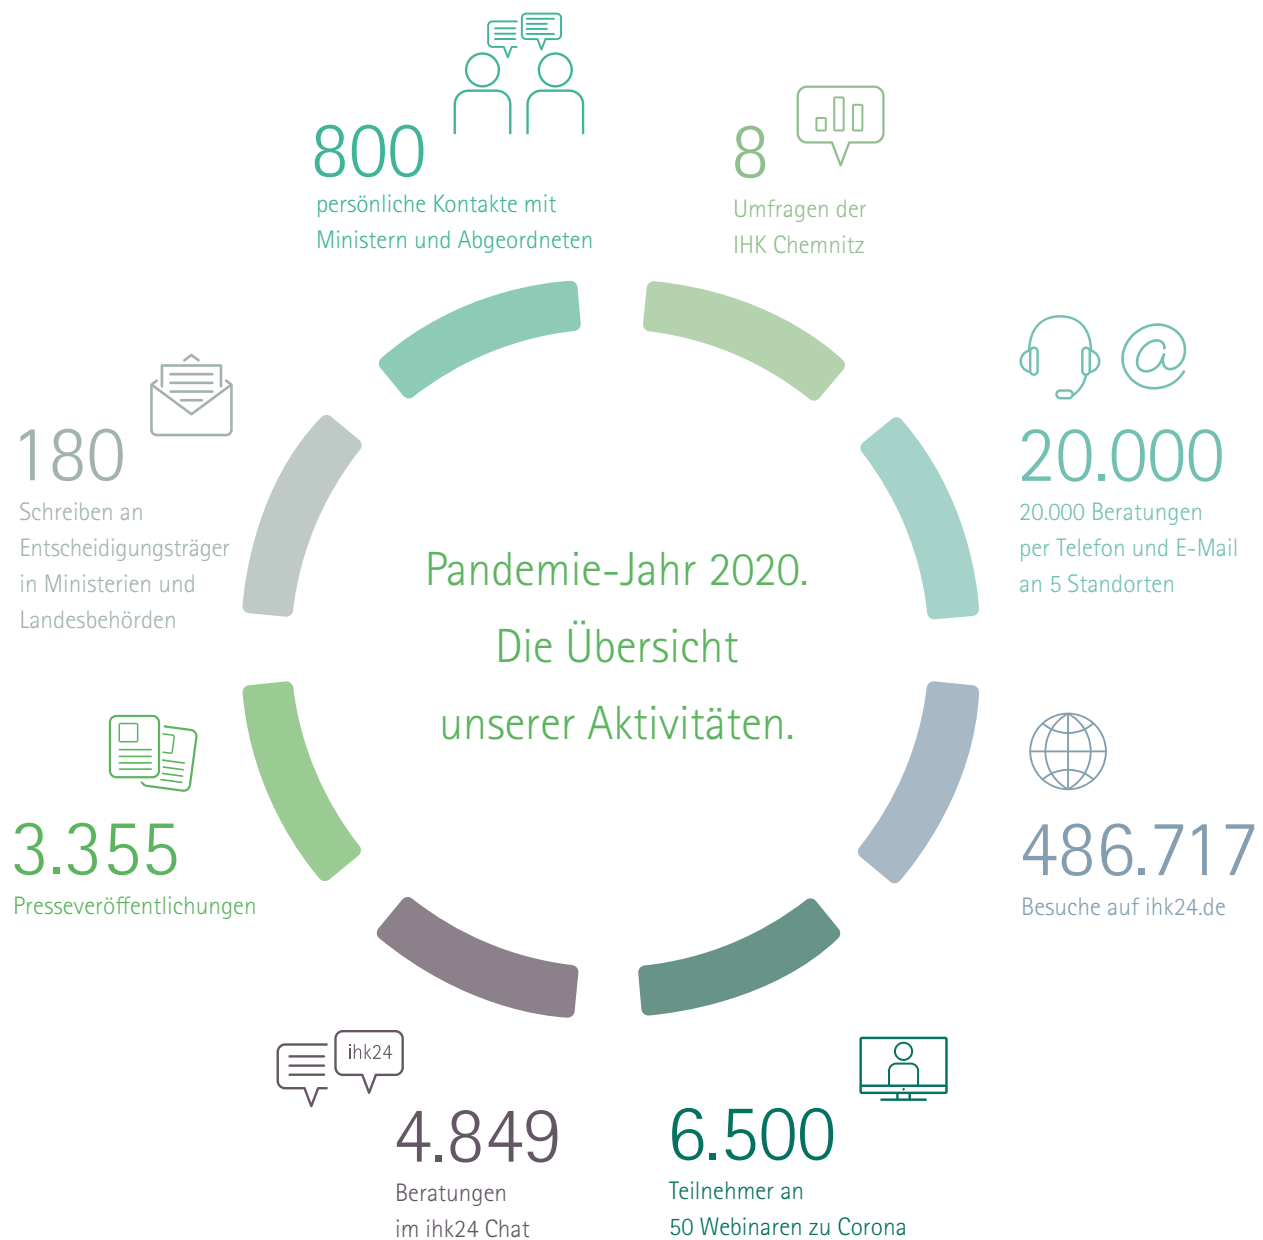 800
persönliche Kontakte mit
Ministern und Abgeordneten
8
Umfragen der
IHK Chemnitz
@
20.000
20.000 Beratungen
per Telefon und E-Mail
an 5 Standorten
180
Schreiben an
Entscheidigungsträger
in Ministerien und
Landesbehörden
Pandemie-Jahr 2020.
Die Übersicht
unserer Aktivitäten.
486.717
Besuche auf ihk24.de
3.355
Presseveröffentlichungen
ihk24
4.849
Beratungen
im ihk24 Chat
6.500
Teilnehmer an
50 Webinaren zu Corona